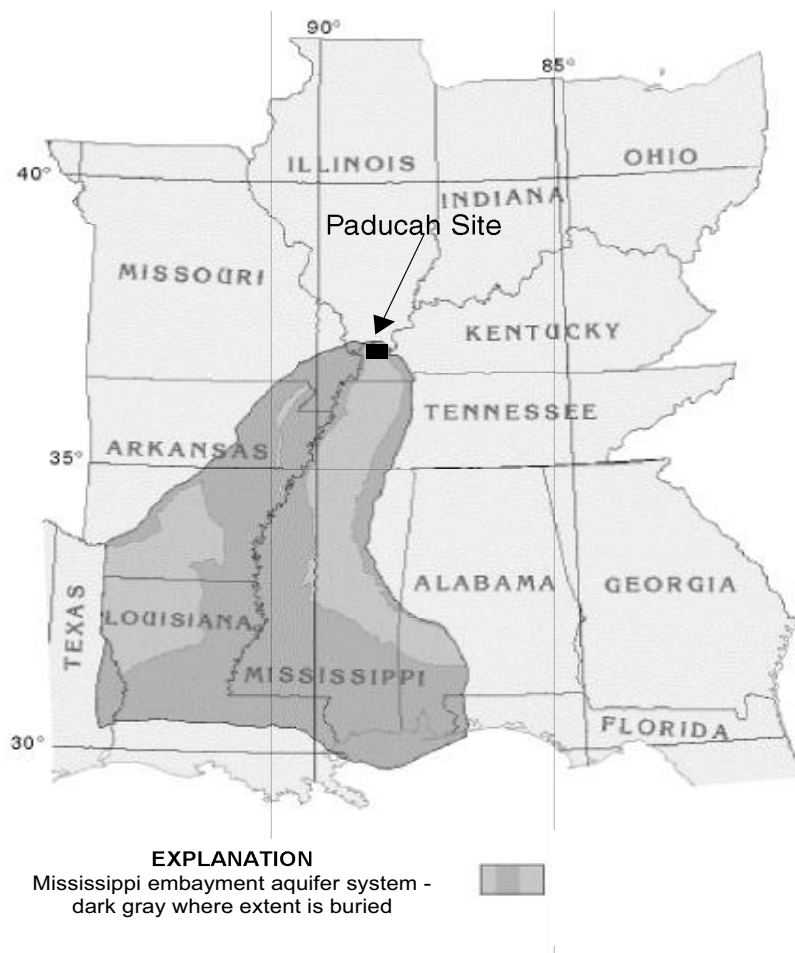 90°
85°
ILLINOIS
OHIO
40°
INDIANA
Paducah Site
MISSOURI
KENTUCKY
TENNESSEE
ARKANSAS
35°
ALABAMA
GEORGIA
TEXAS
LOUISIANA
MISSISSIPPI
FLORIDA
30°
EXPLANATION
Mississippi embayment aquifer system -
dark gray where extent is buried